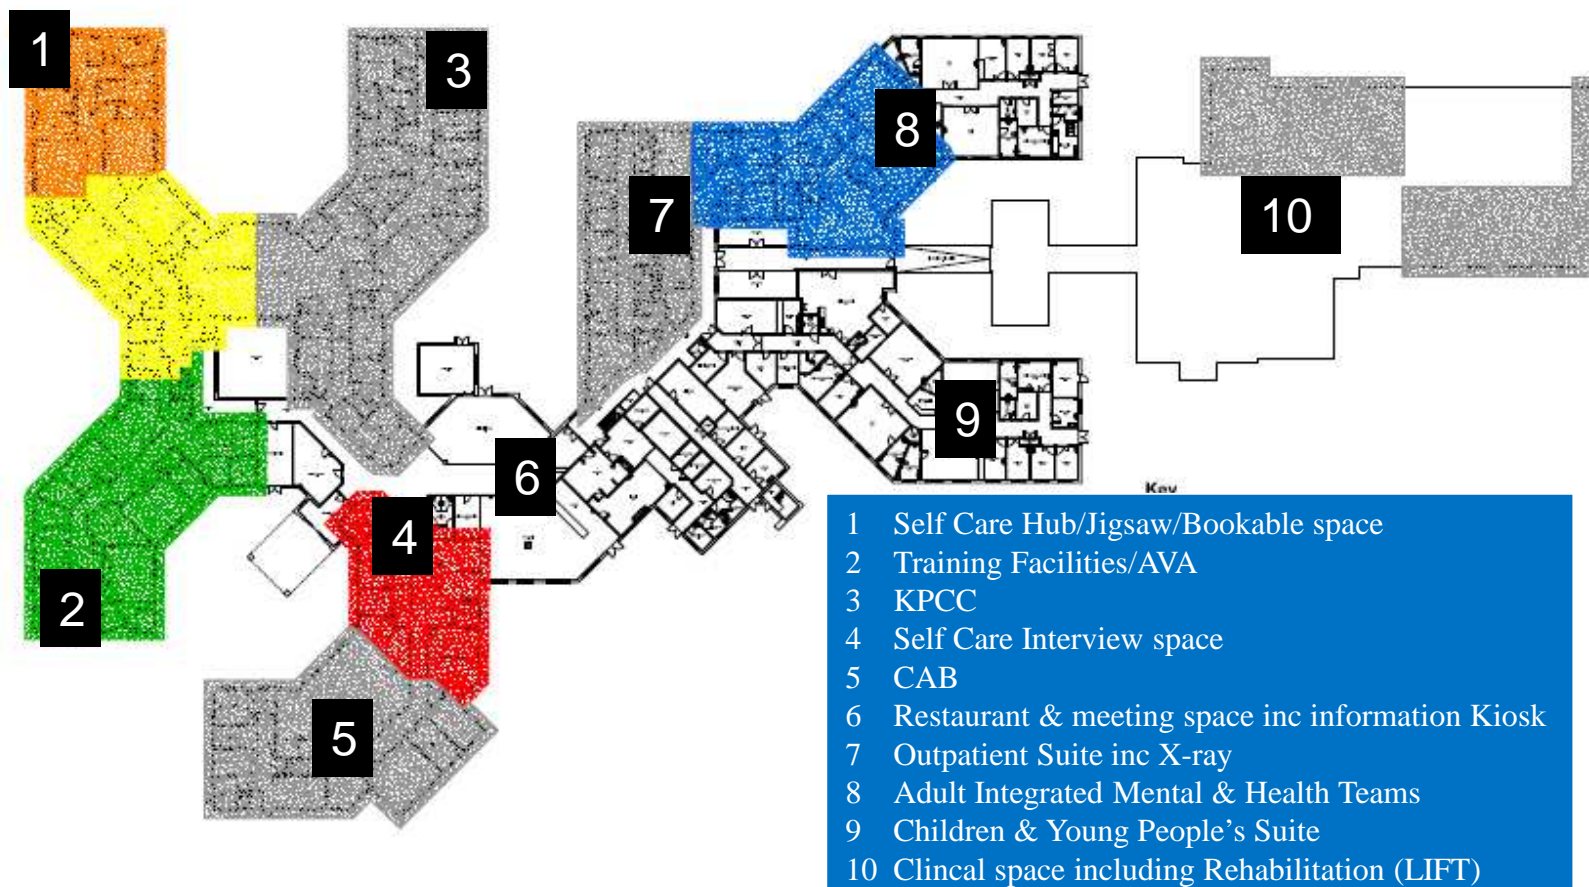 1
3
8
7
10
9
6
4
2
5
Key
1 Self Care Hub/Jigsaw/Bookable space
2 Training Facilities/AVA
3 KPCC
4 Self Care Interview space
5 CAB
6 Restaurant & meeting space inc information Kiosk
7 Outpatient Suite inc X-ray
8 Adult Integrated Mental & Health Teams
9 Children & Young People’s Suite
10 Clincal space including Rehabilitation (LIFT)